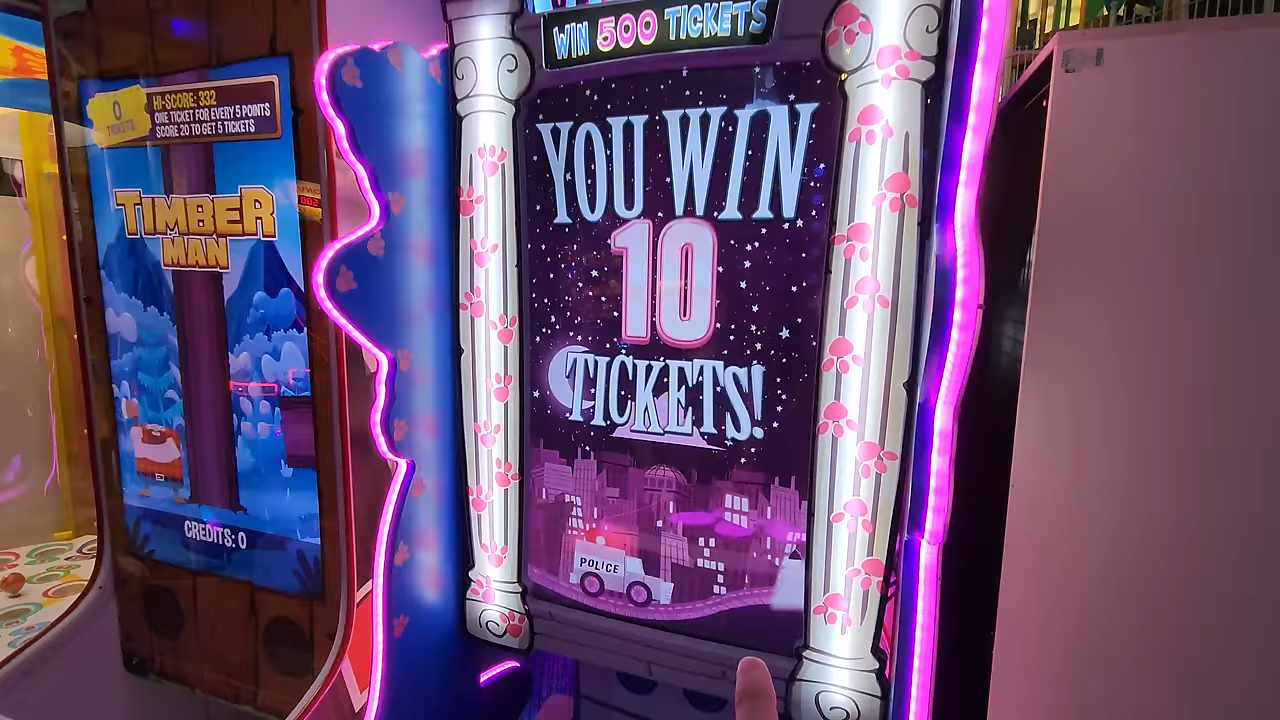 WIN 500 TICKETS
0
TICKETS
HI-SCORE: 332
ONE TICKET FOR EVERY 5 POINTS
SCORE 20 TO GET 5 TICKETS
TIMBER
MAN
CREDITS: 0
YOU WIN
10
TICKETS!
POLICE